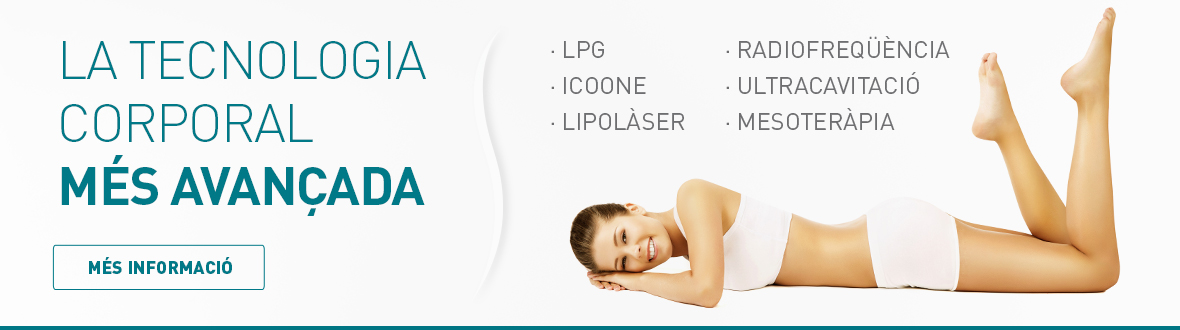 LA TECNOLOGIA
CORPORAL
MÉS AVANÇADA
MÉS INFORMACIÓ
· LPG
· ICOONE
· LIPOLÀSER
· RADIOFREQÜÈNCIA
· ULTRACAVITACIÓ
· MESOTERÀPIA